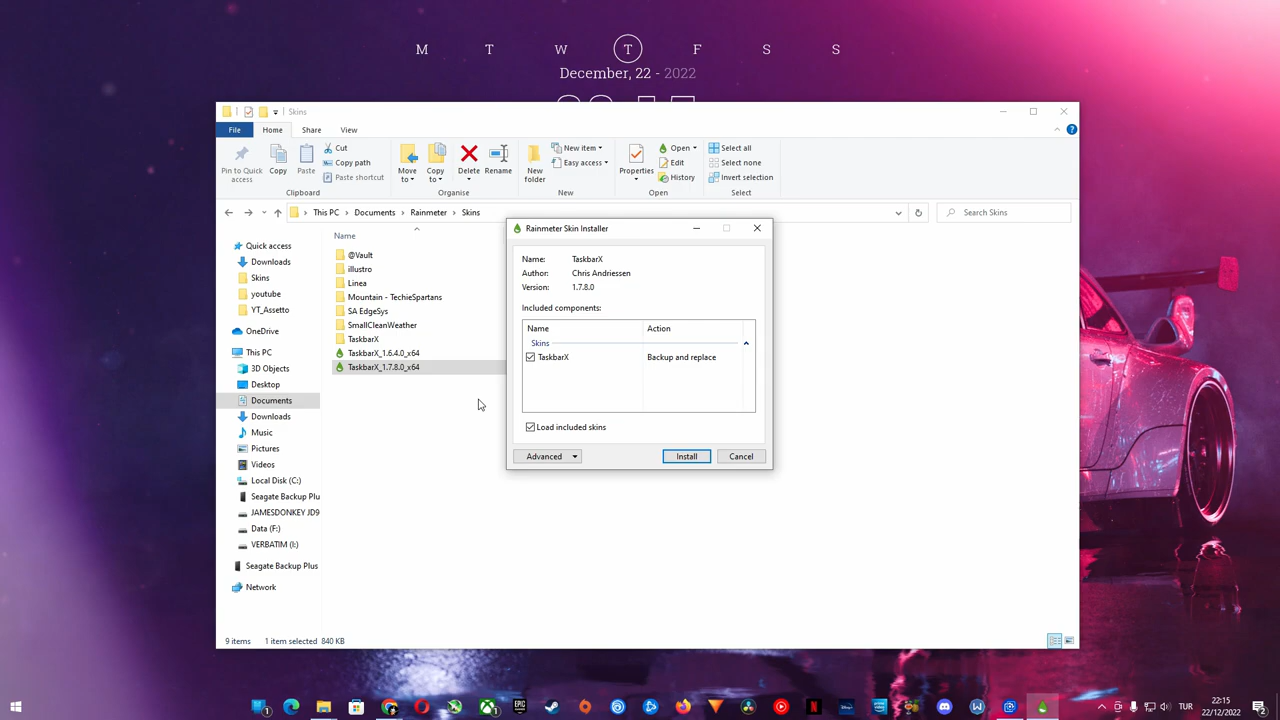 M T W T F S S
December, 22 - 2022
Skins
File Home Share View
Pin to Quick access
Copy
Paste
Cut
Copy path
Paste shortcut
Clipboard
Move to
Copy to
Delete
Rename
Organise
New folder
New item
Easy access
New
Properties
Open
Edit
History
Open
Select all
Select none
Invert selection
Select
This PC > Documents > Rainmeter > Skins
Search Skins
Quick access
Downloads
Skins
youtube
YT_Assetto
OneDrive
This PC
3D Objects
Desktop
Documents
Downloads
Music
Pictures
Videos
Local Disk (C:)
Seagate Backup Plu
JAMESDONKEY JD9
Data (F:)
VERBATIM (I:)
Seagate Backup Plus
Network
Name
@Vault
illustro
Linea
Mountain - TechieSpartans
SA EdgeSys
SmallCleanWeather
TaskbarX
TaskbarX_1.6.4.0_x64
TaskbarX_1.7.8.0_x64
Rainmeter Skin Installer
Name: TaskbarX
Author: Chris Andriessen
Version: 1.7.8.0
Included components:
Name Action
Skins
TaskbarX Backup and replace
Load included skins
Advanced Install Cancel
9 items 1 item selected 840 KB
TUR
22:15
22/12/2022